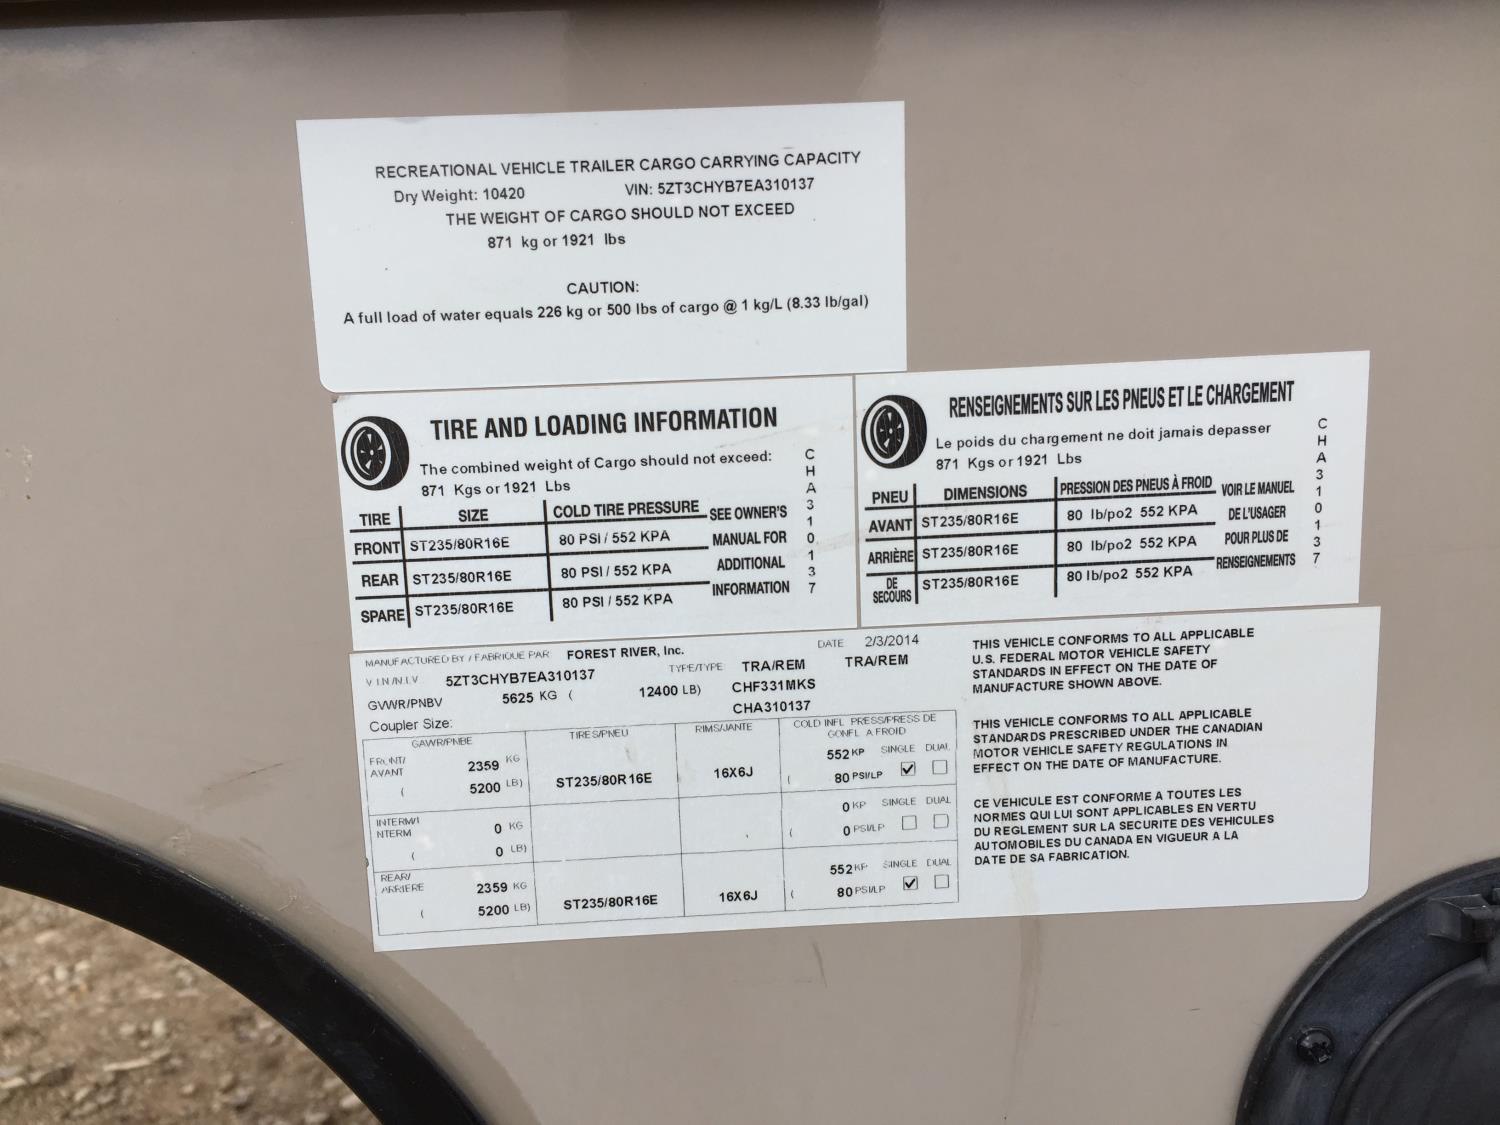 RECREATIONAL VEHICLE TRAILER CARGO CARRYING CAPACITY
Dry Weight: 10420 VIN: 5ZT3CHYB7EA310137
THE WEIGHT OF CARGO SHOULD NOT EXCEED
871 kg or 1921 lbs
CAUTION:
A full load of water equals 226 kg or 500 lbs of cargo @ 1 kg/L (8.33 lb/gal)
TIRE AND LOADING INFORMATION
The combined weight of Cargo should not exceed:
871 Kgs or 1921 Lbs
TIRE SIZE COLD TIRE PRESSURE
FRONT ST235/80R16E 80 PSI / 552 KPA
REAR ST235/80R16E 80 PSI / 552 KPA
SPARE ST235/80R16E 80 PSI / 552 KPA
SEE OWNER'S
MANUAL FOR
ADDITIONAL
INFORMATION
CHA310137
RENSEIGNEMENTS SUR LES PNEUS ET LE CHARGEMENT
Le poids du chargement ne doit jamais depasser
871 Kgs or 1921 Lbs
PNEU DIMENSIONS PRESSION DES PNEUS À FROID
AVANT ST235/80R16E 80 lb/po2 552 KPA
ARRIÈRE ST235/80R16E 80 lb/po2 552 KPA
DE SECOURS ST235/80R16E 80 lb/po2 552 KPA
VOIR LE MANUEL
DE L'USAGER
POUR PLUS DE
RENSEIGNEMENTS
CHA310137
MANUFACTURED BY / FABRIQUE PAR: FOREST RIVER, Inc. DATE 2/3/2014
V I N/N.I.V 5ZT3CHYB7EA310137 TYPE/TYPE TRA/REM TRA/REM
GVWR/PNBV 5625 KG ( 12400 LB) CHF331MKS
Coupler Size: CHA310137
GAWR/PNBE TIRES/PNEU RIMS/JANTE COLD INFL PRESS/PRESS DE
GONFL A FROID
FRONT/
AVANT 2359 KG ST235/80R16E 16X6J 552 KP SINGLE DUAL
( 5200 LB) ( 80 PSI/LP
INTERM/I
NTERM 0 KG 0 KP SINGLE DUAL
( 0 LB) ( 0 PSI/LP
REAR/
ARRIERE 2359 KG ST235/80R16E 16X6J 552 KP SINGLE DUAL
( 5200 LB) ( 80 PSI/LP
THIS VEHICLE CONFORMS TO ALL APPLICABLE
U.S. FEDERAL MOTOR VEHICLE SAFETY
STANDARDS IN EFFECT ON THE DATE OF
MANUFACTURE SHOWN ABOVE.
THIS VEHICLE CONFORMS TO ALL APPLICABLE
STANDARDS PRESCRIBED UNDER THE CANADIAN
MOTOR VEHICLE SAFETY REGULATIONS IN
EFFECT ON THE DATE OF MANUFACTURE.
CE VEHICULE EST CONFORME A TOUTES LES
NORMES QUI LUI SONT APPLICABLES EN VERTU
DU REGLEMENT SUR LA SECURITE DES VEHICULES
AUTOMOBILES DU CANADA EN VIGUEUR A LA
DATE DE SA FABRICATION.